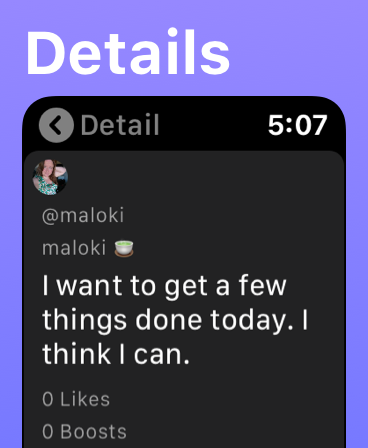 Details
Detail 5:07
@maloki
maloki 🍵
I want to get a few
things done today. I
think I can.
0 Likes
0 Boosts